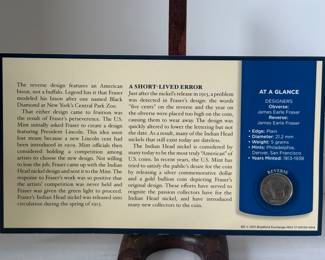 The reverse design features an American
bison, not a buffalo. Legend has it that Fraser
modeled his bison after one named Black
Diamond at New York's Central Park Zoo.
That either design came to fruition was
the result of Fraser's perseverance. The U.S.
Mint initially asked Fraser to create a design
featuring President Lincoln. This idea soon
lost steam because a new Lincoln cent had
been introduced in 1909. Mint officials then
considered holding a competition among
artists to choose the new design. Not willing
to lose the job, Fraser came up with the Indian
Head nickel design and sent it to the Mint. The
response to Fraser's work was so positive that
the artists' competition was never held and
Fraser was given the green light to proceed
with his design. Coins were released into
circulation during the spring of 1913.
A SHORT-LIVED ERROR
Just after the nickel's release in 1913, a problem
was detected in Fraser's design: the words
"five cents" on the reverse and the year on
the obverse were placed too high on the coin,
causing them to wear away. The design was
quickly altered to lower the lettering but not
the date. As a result, many of the Indian Head
nickels that still exist today can't be dated.
The Indian Head nickel is considered by
many today to be the most truly "American" of
U.S. coins. In recent years, the U.S. Mint has
tried to satisfy the public's desire for the coin
by releasing a silver commemorative dollar
and a gold bullion coin depicting Fraser's
original design. These efforts have served to
reignite the passion collectors have for the
Indian Head nickel, and have introduced
many new collectors to the coin.
AT A GLANCE
DESIGNERS
Obverse:
James Earle Fraser
Reverse:
James Earle Fraser
• Edge: Plain
• Diameter: 21.2 mm
• Weight: 5 grams
• Mints: Philadelphia,
Denver, San Francisco
• Years Minted: 1913-1938
REVERSE